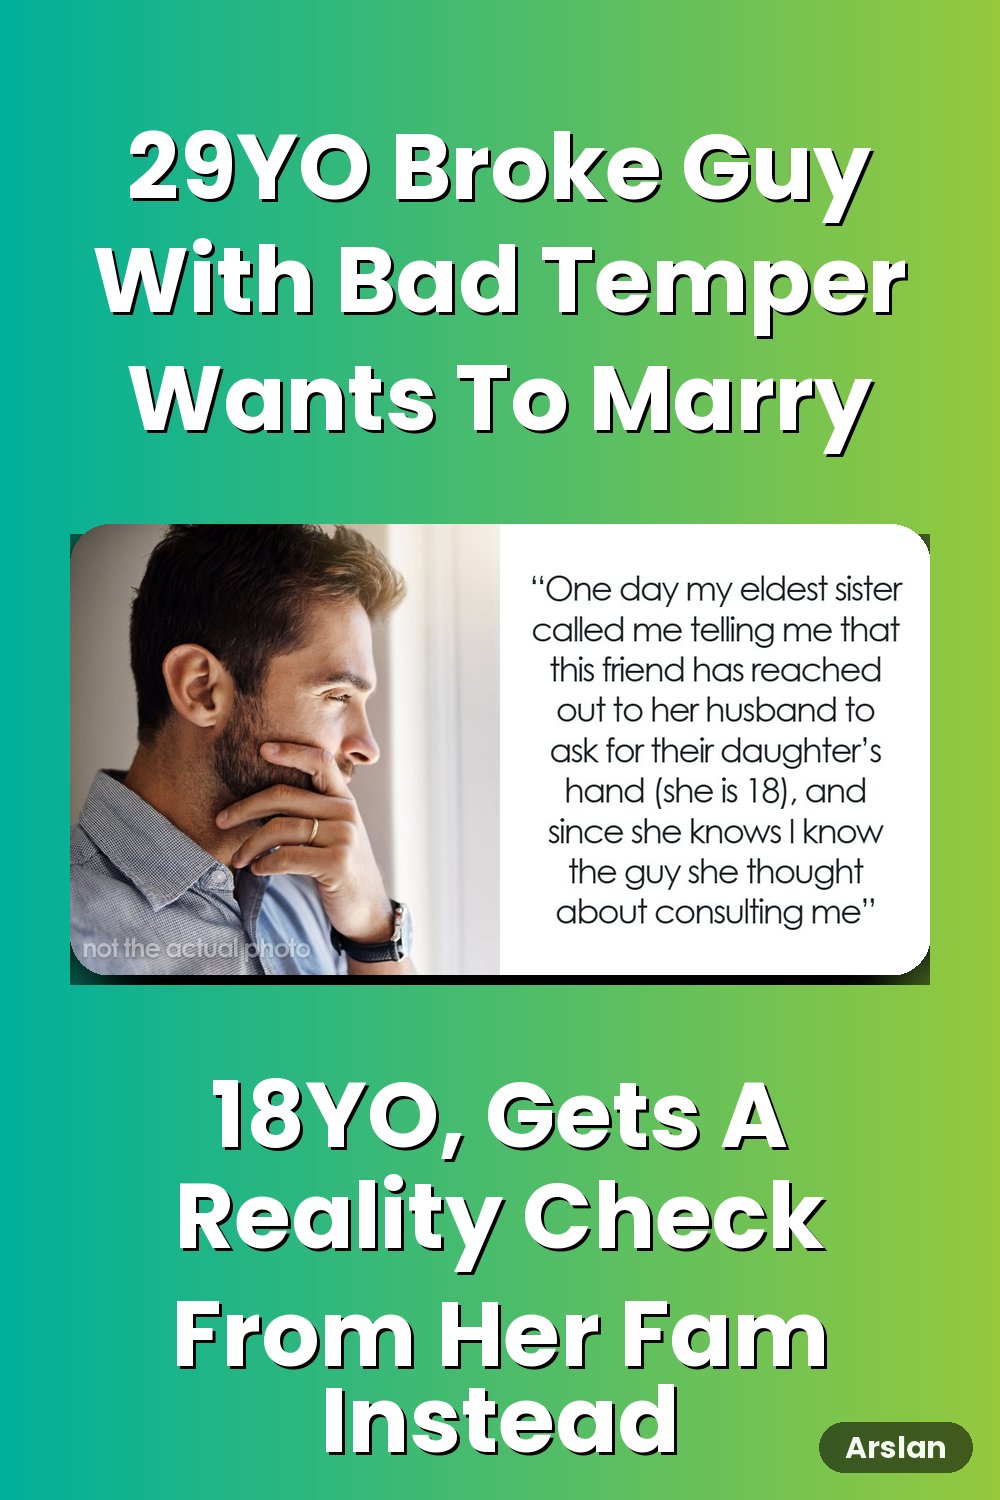 29YO Broke Guy
With Bad Temper
Wants To Marry
“One day my eldest sister
called me telling me that
this friend has reached
out to her husband to
ask for their daughter’s
hand (she is 18), and
since she knows I know
the guy she thought
about consulting me”
not the actual photo
18YO, Gets A
Reality Check
From Her Fam
Instead
Arslan